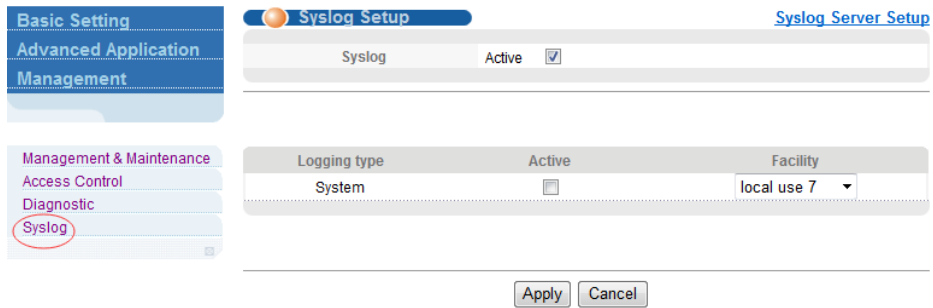 Basic Setting
Advanced Application
Management
Management & Maintenance
Access Control
Diagnostic
Syslog
Syslog Setup
Syslog Server Setup
Syslog Active
Logging type Active Facility
System local use 7
Apply Cancel